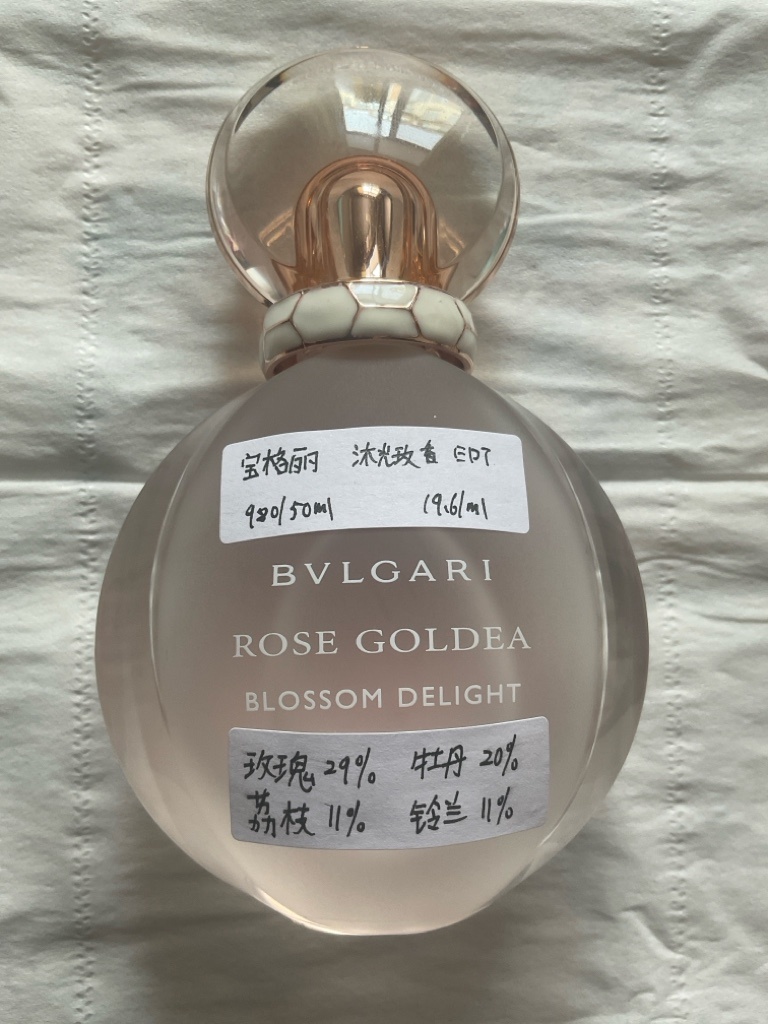 宝格丽 沐光玫香 EDT
980/50ml 19.6/ml
BVLGARI
ROSE GOLDEA
BLOSSOM DELIGHT
玫瑰 29% 牡丹 20%
荔枝 11% 铃兰 11%